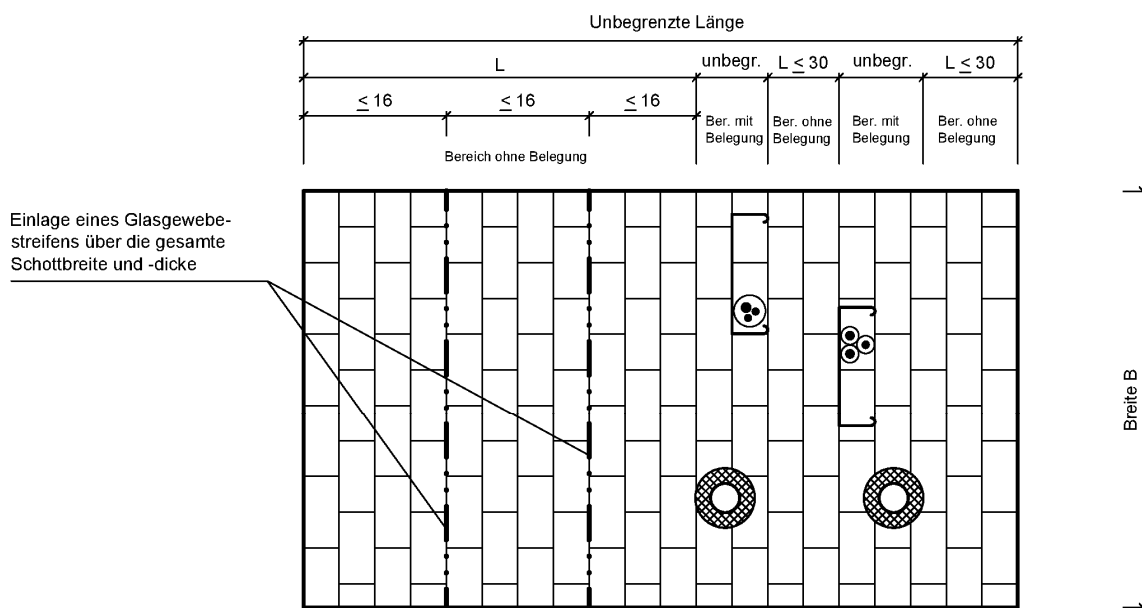 Unbegrenzte Länge
L
unbegr.
L ≤ 30
unbegr.
L ≤ 30
≤ 16
≤ 16
≤ 16
Ber. mit
Belegung
Ber. ohne
Belegung
Ber. mit
Belegung
Ber. ohne
Belegung
Bereich ohne Belegung
Einlage eines Glasgewebe-
streifens über die gesamte
Schottbreite und -dicke
Breite B